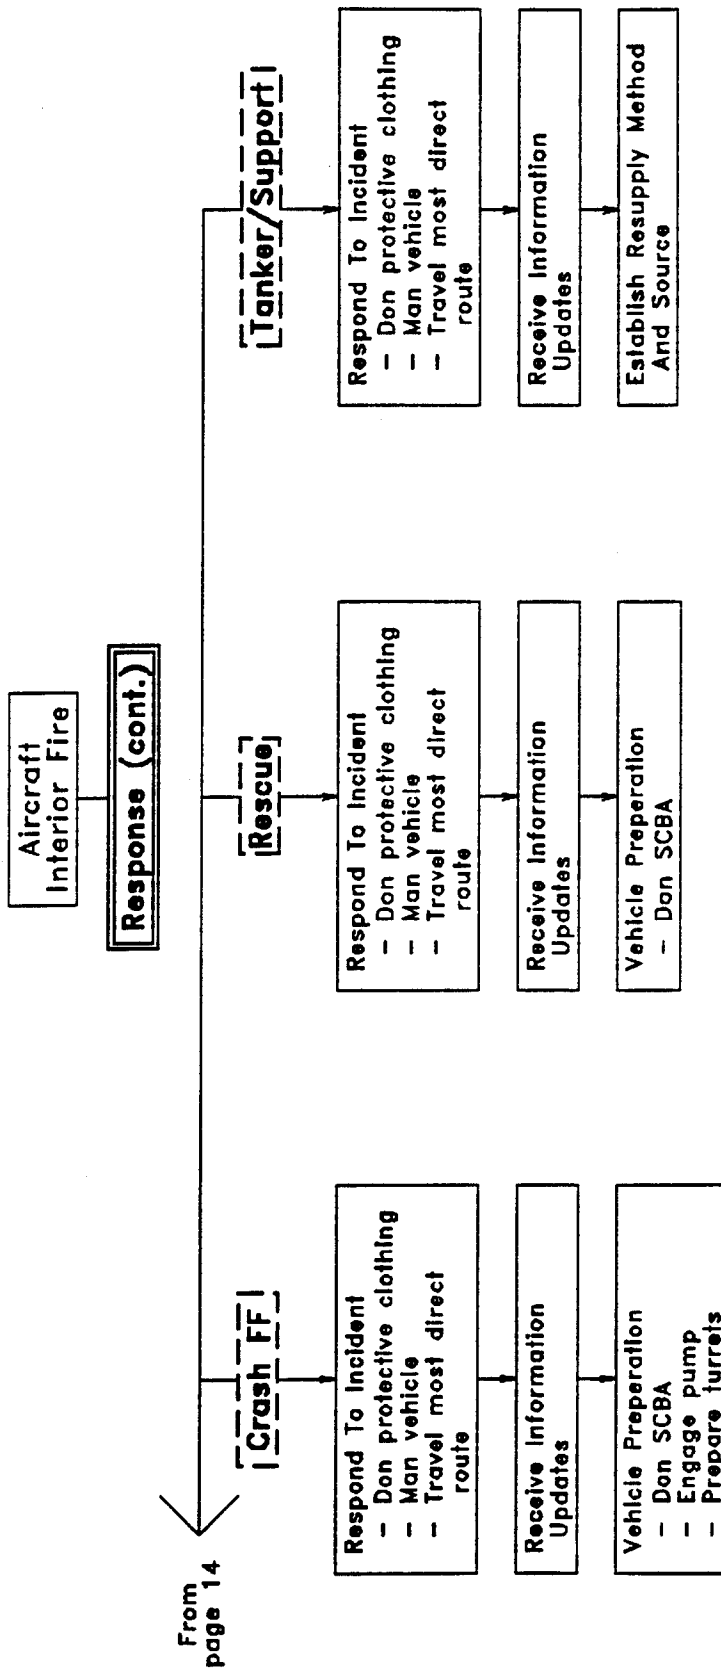 Aircraft
Interior Fire
Response (cont.)
From
page 14
Crash FF
Respond To Incident
– Don protective clothing
– Man vehicle
– Travel most direct
route
Receive Information
Updates
Vehicle Preperation
– Don SCBA
– Engage pump
– Prepare turrets
Rescue
Respond To Incident
– Don protective clothing
– Man vehicle
– Travel most direct
route
Receive Information
Updates
Vehicle Preperation
– Don SCBA
Tanker/Support
Respond To Incident
– Don protective clothing
– Man vehicle
– Travel most direct
route
Receive Information
Updates
Establish Resupply Method
And Source